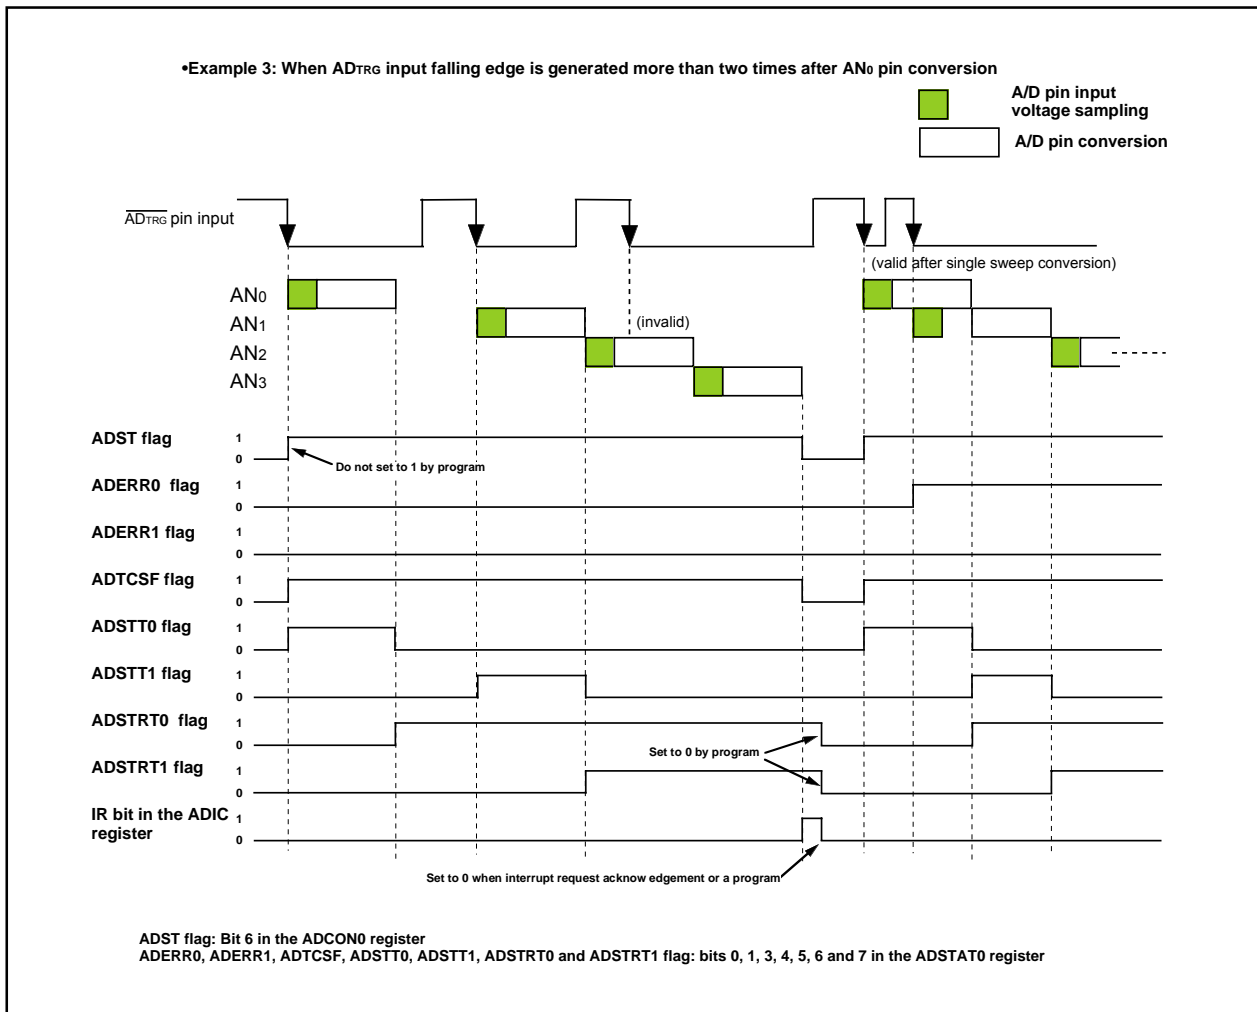 •Example 3: When ADTRG input falling edge is generated more than two times after AN0 pin conversion
A/D pin input
voltage sampling
A/D pin conversion
ADTRG pin input
(valid after single sweep conversion)
AN0
AN1
(invalid)
AN2
AN3
ADST flag
1
0
Do not set to 1 by program
ADERR0 flag
1
0
ADERR1 flag
1
0
ADTCSF flag
1
0
ADSTT0 flag
1
0
ADSTT1 flag
1
0
ADSTRT0 flag
1
0
Set to 0 by program
ADSTRT1 flag
1
0
IR bit in the ADIC
register
1
0
Set to 0 when interrupt request acknow edgement or a program
ADST flag: Bit 6 in the ADCON0 register
ADERR0, ADERR1, ADTCSF, ADSTT0, ADSTT1, ADSTRT0 and ADSTRT1 flag: bits 0, 1, 3, 4, 5, 6 and 7 in the ADSTAT0 register